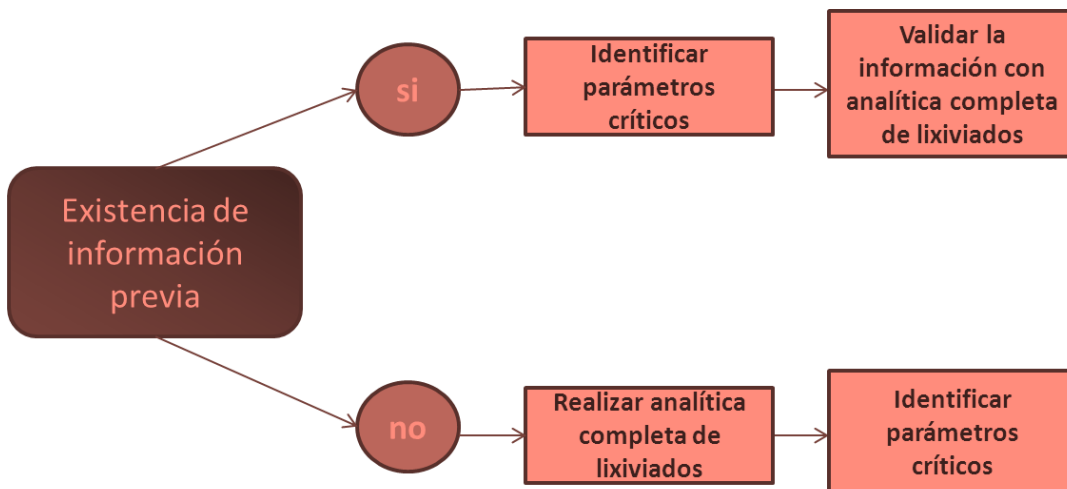 Existencia de
información
previa
si
Identificar
parámetros
críticos
Validar la
información con
analítica completa
de lixiviados
no
Realizar analítica
completa de
lixiviados
Identificar
parámetros
críticos